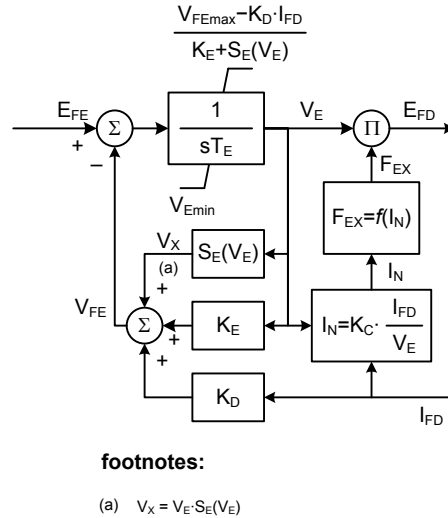 V_FEmax–K_D·I_FD
K_E+S_E(V_E)
E_FE
+
–
Σ
1
sT_E
V_E
Π
E_FD
F_EX
V_Emin
F_EX=f(I_N)
V_X
(a)
+
S_E(V_E)
I_N
V_FE
Σ
+
K_E
I_N=K_C· I_FD
V_E
+
K_D
I_FD
footnotes:
(a) V_X = V_E·S_E(V_E)